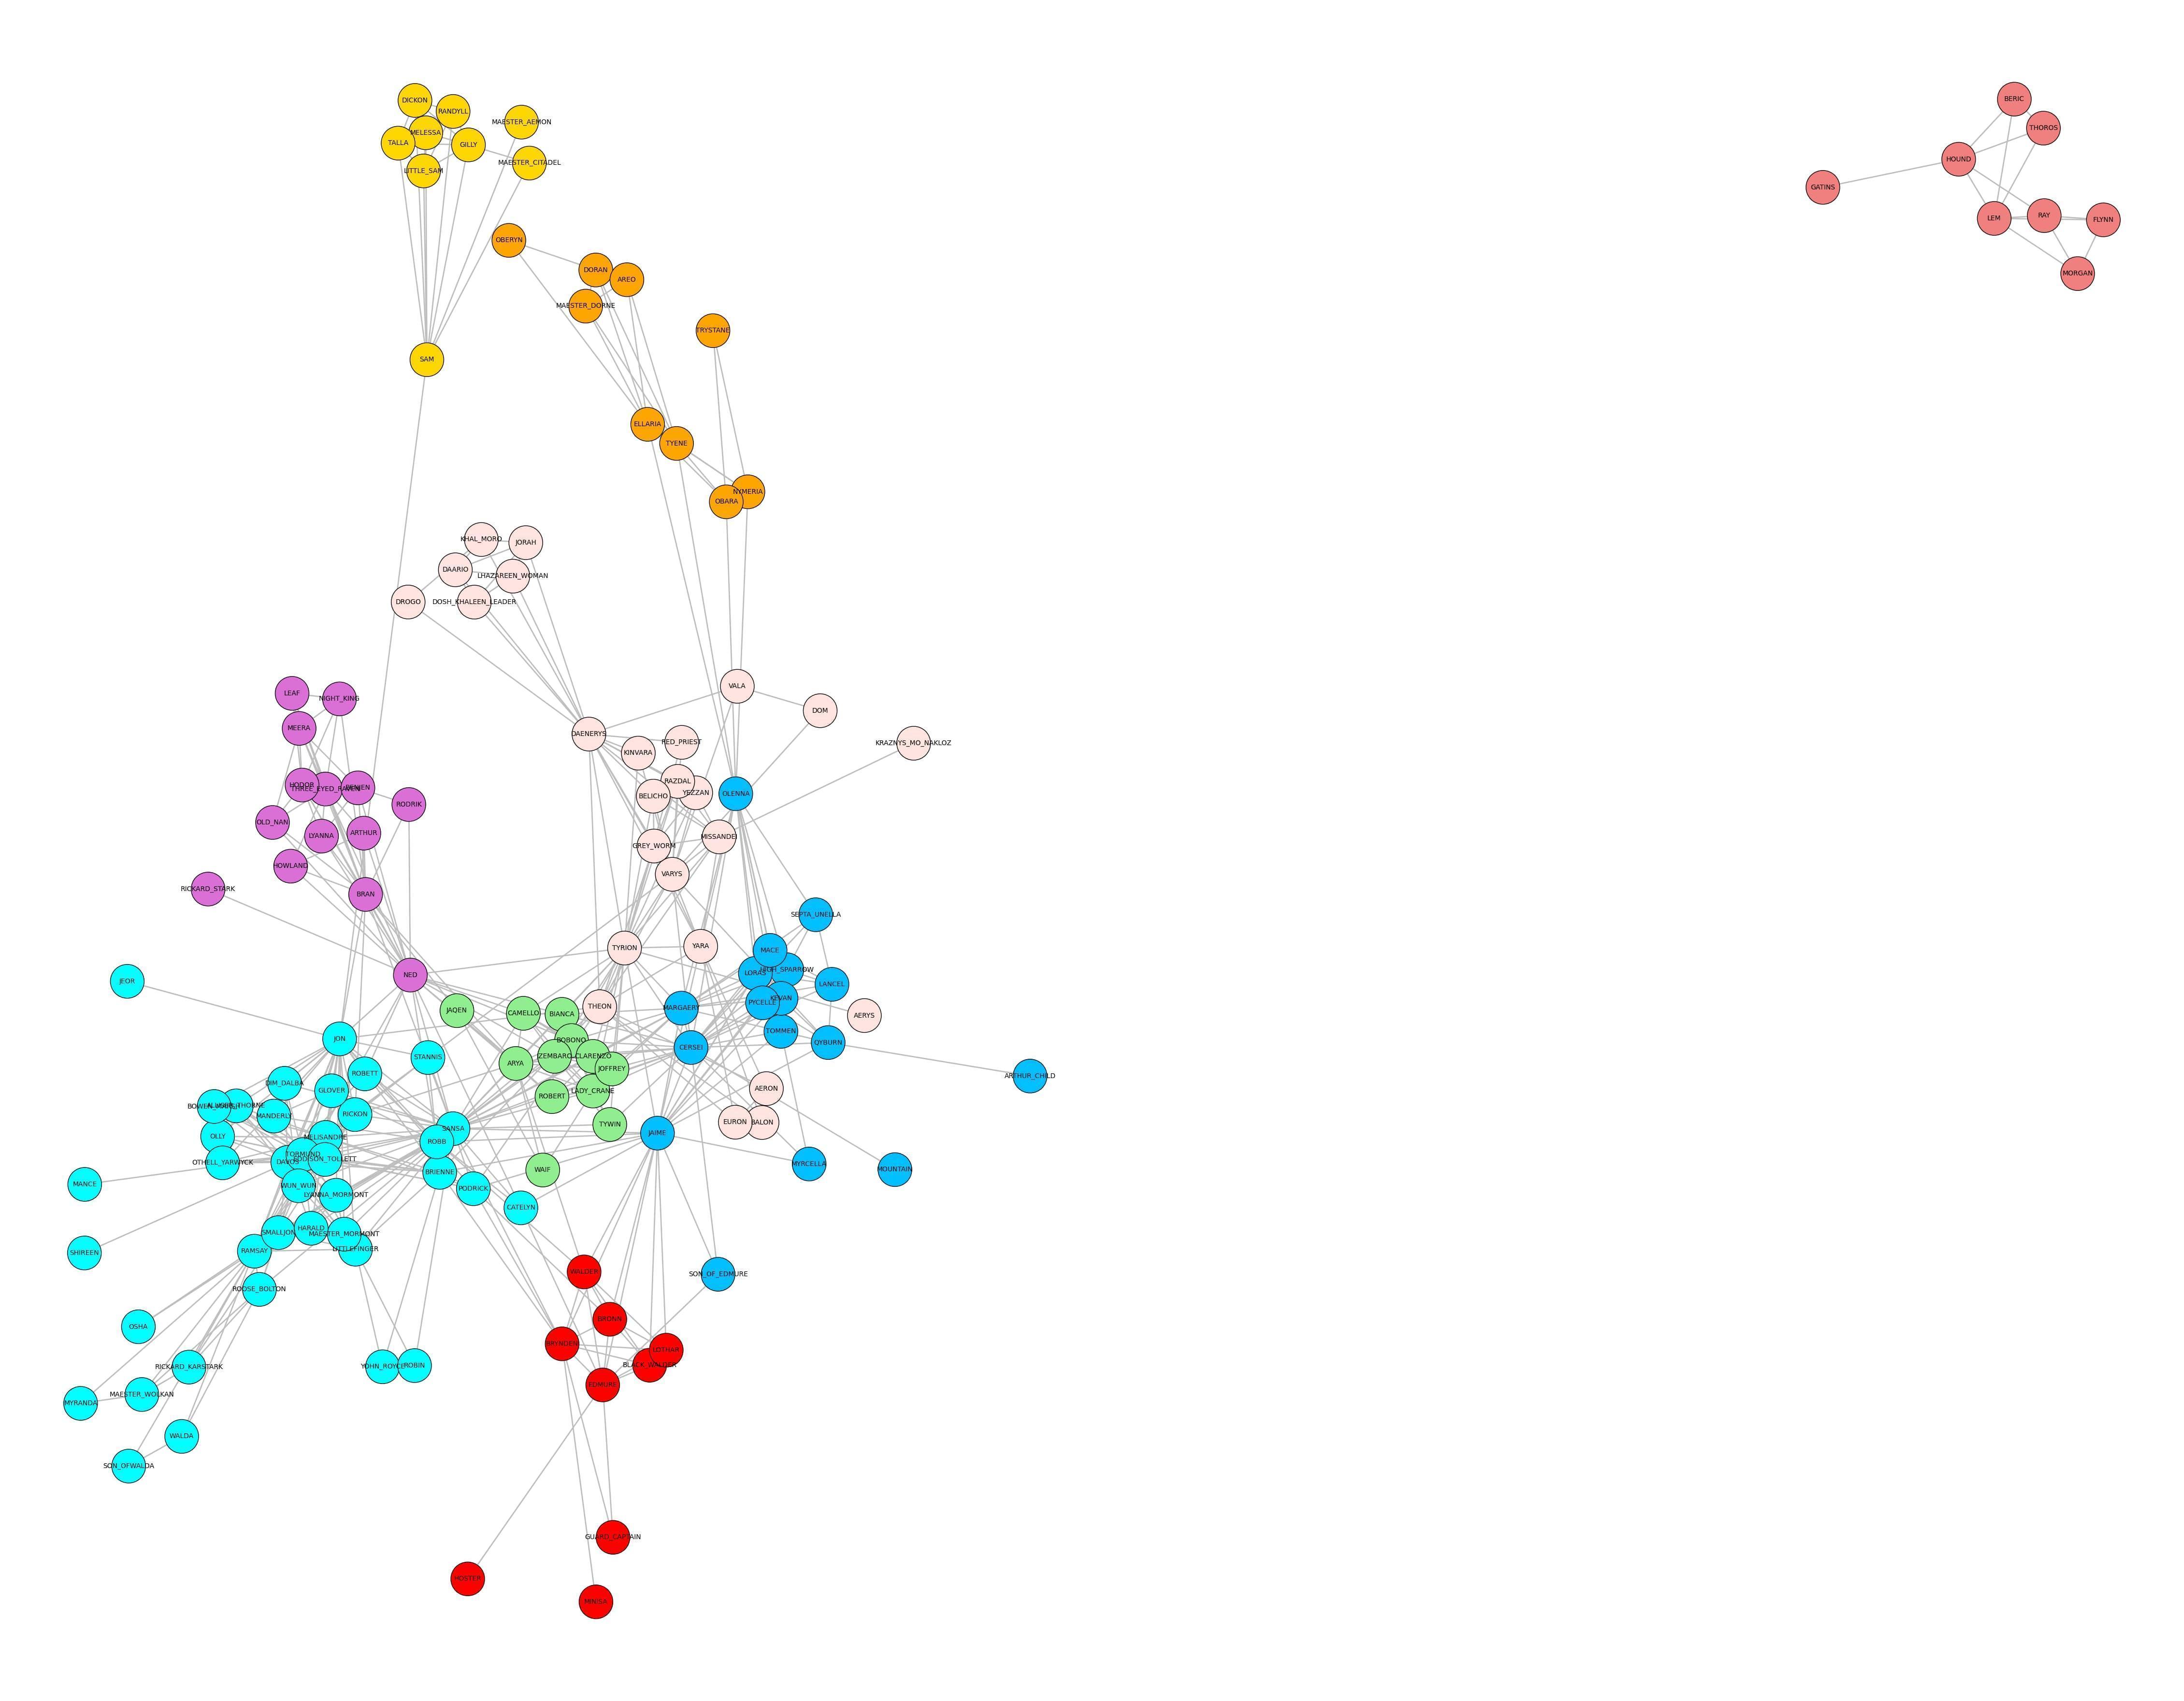 DICKON
RANDYLL
MAESTER_AEMON
MELESSA
TALLA
GILLY
MAESTER_CITADEL
LITTLE_SAM
SAM
BERIC
THOROS
HOUND
GATINS
LEM
RAY
FLYNN
MORGAN
OBERYN
DORAN
AREO
MAESTER_DORNE
TRYSTANE
ELLARIA
TYENE
NYMERIA
OBARA
KHAL_MORO
JORAH
DAARIO
LHAZAREEN_WOMAN
DROGO
DOSH_KHALEEN_LEADER
VALA
DOM
DAENERYS
RED_PRIEST
KINVARA
KRAZNYS_MO_NAKLOZ
RAZDAL
YEZZAN
BELICHO
OLENNA
MISSANDEI
GREY_WORM
VARYS
LEAF
NIGHT_KING
MEERA
HODOR
THREE_EYED_RAVEN
RODRIK
OLD_NAN
LYANNA
ARTHUR
HOWLAND
RICKARD_STARK
BRAN
NED
TYRION
YARA
SEPTA_UNELLA
MACE
LORAS
HIGH_SPARROW
LANCEL
KEVAN
PYCELLE
AERYS
TOMMEN
QYBURN
MARGAERY
CERSEI
ARTHUR_CHILD
THEON
JEOR
JAQEN
CAMELLO
BIANCA
BOBONO
IZEMBARO
CLARENZO
JOFFREY
ARYA
LADY_CRANE
ROBERT
TYWIN
WAIF
AERON
EURON
BALON
JAIME
MYRCELLA
MOUNTAIN
JON
STANNIS
ROBETT
DIM_DALBA
GLOVER
RICKON
MANDERLY
OLLY
OTHELL_YARWYCK
MELISANDRE
TORMUND
DAVOS
EDDISON_TOLLETT
SANSA
ROBB
BRIENNE
PODRICK
CATELYN
MANCE
SHIREEN
WUN_WUN
LYANNA_MORMONT
SMALLJON
HARALD
MAESTER_MORMONT
LITTLEFINGER
RAMSAY
ROOSE_BOLTON
OSHA
RICKARD_KARSTARK
MAESTER_WOLKAN
MYRANDA
WALDA
SON_OFWALDA
YOHN_ROYCE
ROBIN
WALDER
SON_OF_EDMURE
BRONN
BRYNDEN
LOTHAR
BLACK_WALDER
EDMURE
GUARD_CAPTAIN
HOSTER
MINISA